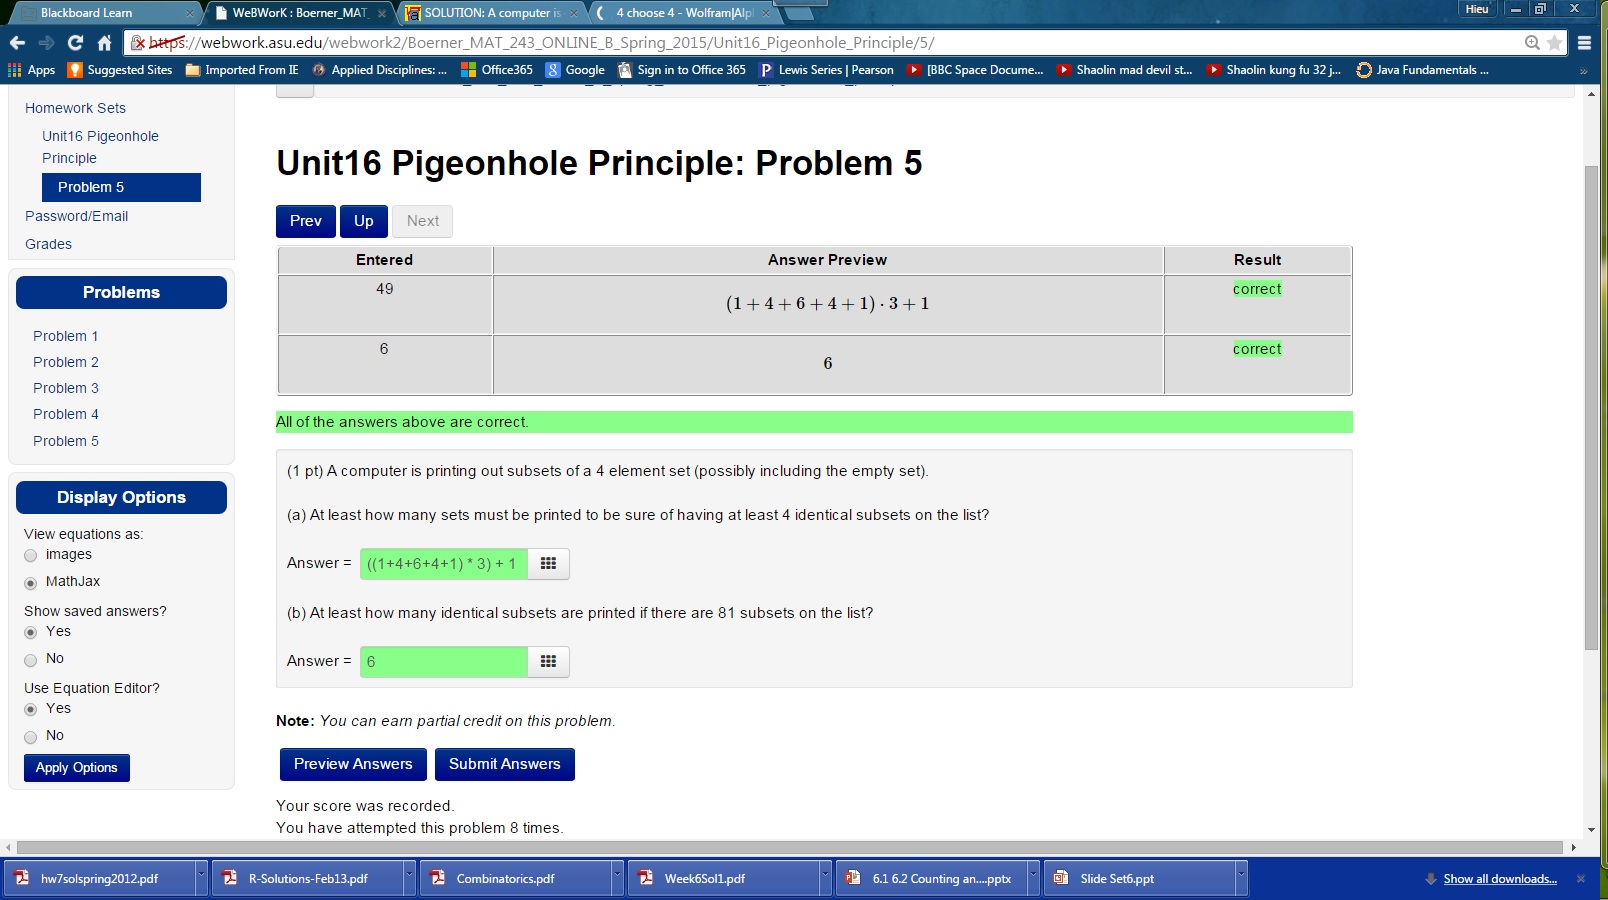 Blackboard Learn
WeBWorK : Boerner_MAT_
SOLUTION: A computer is
4 choose 4 - Wolfram|Alp
Hieu
https://webwork.asu.edu/webwork2/Boerner_MAT_243_ONLINE_B_Spring_2015/Unit16_Pigeonhole_Principle/5/
Apps
Suggested Sites
Imported From IE
Applied Disciplines: ...
Office365
Google
Sign in to Office 365
Lewis Series | Pearson
[BBC Space Docume...
Shaolin mad devil st...
Shaolin kung fu 32 j...
Java Fundamentals ...
Homework Sets
Unit16 Pigeonhole
Principle
Problem 5
Password/Email
Grades
Problems
Problem 1
Problem 2
Problem 3
Problem 4
Problem 5
Display Options
View equations as:
images
MathJax
Show saved answers?
Yes
No
Use Equation Editor?
Yes
No
Apply Options
Unit16 Pigeonhole Principle: Problem 5
Prev Up Next
Entered Answer Preview Result
49 (1 + 4 + 6 + 4 + 1) · 3 + 1 correct
6 6 correct
All of the answers above are correct.
(1 pt) A computer is printing out subsets of a 4 element set (possibly including the empty set).
(a) At least how many sets must be printed to be sure of having at least 4 identical subsets on the list?
Answer = ((1+4+6+4+1) * 3) + 1
(b) At least how many identical subsets are printed if there are 81 subsets on the list?
Answer = 6
Note: You can earn partial credit on this problem.
Preview Answers Submit Answers
Your score was recorded.
You have attempted this problem 8 times.
hw7solspring2012.pdf
R-Solutions-Feb13.pdf
Combinatorics.pdf
Week6Sol1.pdf
6.1 6.2 Counting an....pptx
Slide Set6.ppt
Show all downloads...